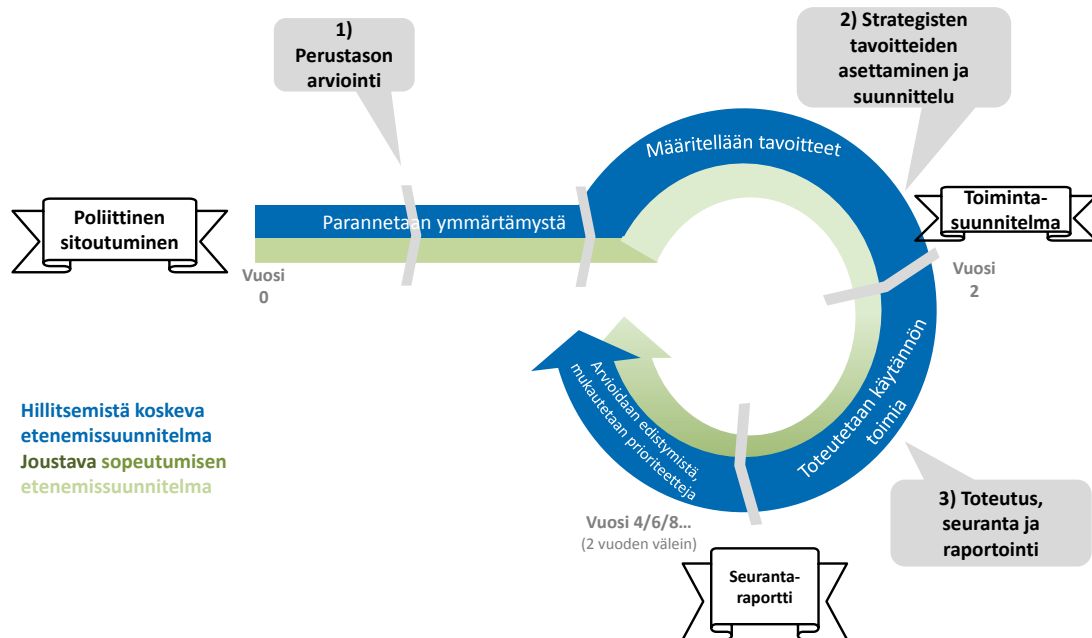 1)
Perustason
arviointi
2) Strategisten
tavoitteiden
asettaminen ja
suunnittelu
Määritellään tavoitteet
Poliittinen
sitoutuminen
Parannetaan ymmärtämystä
Toiminta-
suunnitelma
Vuosi
0
Vuosi
2
Toteutetaan käytännön
toimia
Arvioidaan edistymistä,
mukautetaan prioriteetteja
Hillitsemistä koskeva
etenemissuunnitelma
Joustava sopeutumisen
etenemissuunnitelma
3) Toteutus,
seuranta ja
raportointi
Vuosi 4/6/8...
(2 vuoden välein)
Seuranta-
raportti